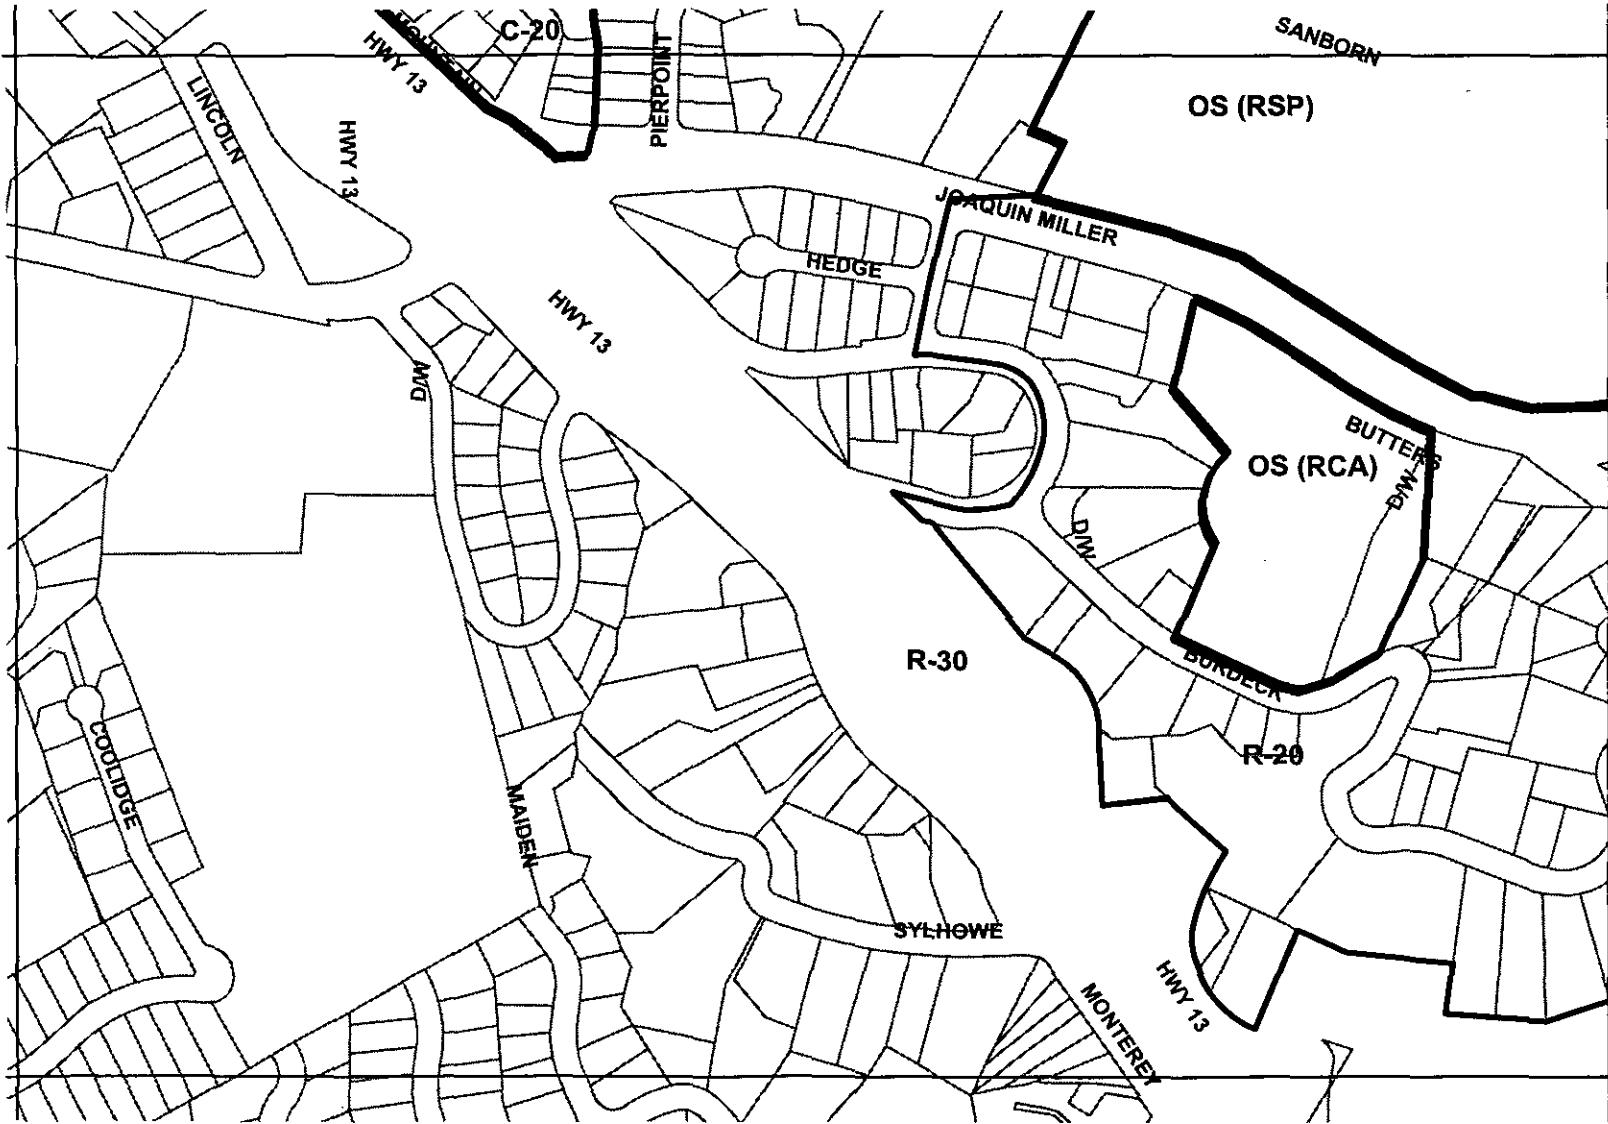 C-20
SANBORN
MOUNTAIN
HWY 13
PIERPOINT
OS (RSP)
LINCOLN
HWY 13
JOAQUIN MILLER
HEDGE
HWY 13
D/W
BUTTERS
OS (RCA)
D/W
D/W
R-30
BURDECK
R-20
COOLIDGE
MAIDEN
SYLHOWE
HWY 13
MONTEREY